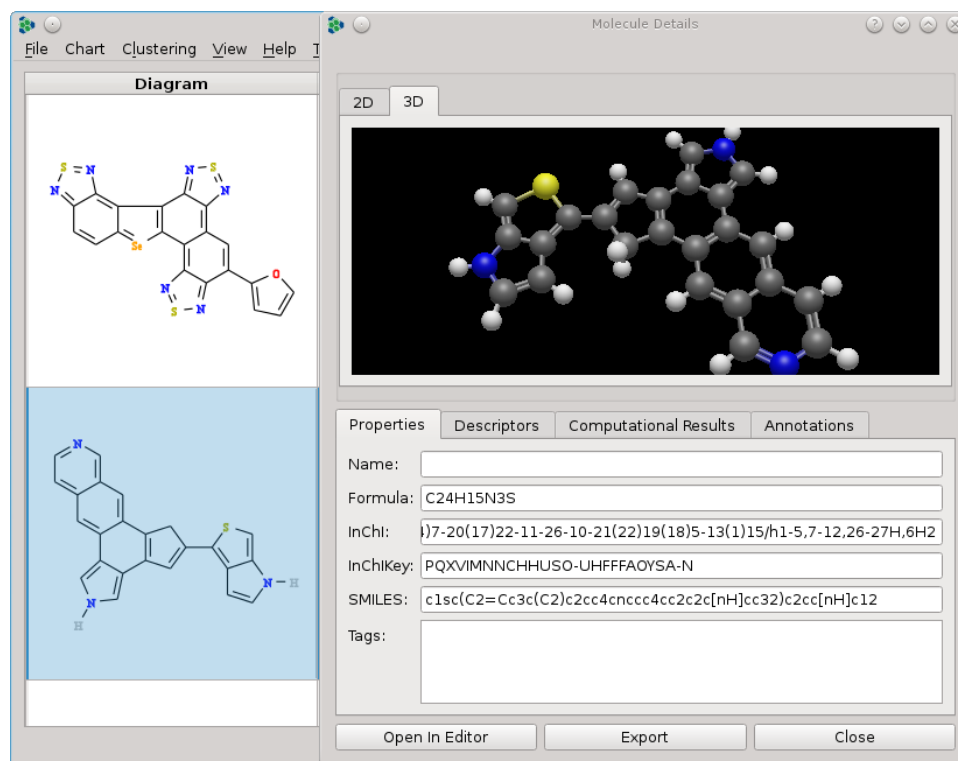 Molecule Details
File Chart Clustering View Help
Diagram
2D 3D
S N N
N S N
Se
N S N
O
N
S
N H
N
H
Properties Descriptors Computational Results Annotations
Name:
Formula: C24H15N3S
InChI: )7-20(17)22-11-26-10-21(22)19(18)5-13(1)15/h1-5,7-12,26-27H,6H2
InChIKey: PQXVIMNNCHHUSO-UHFFFAOYSA-N
SMILES: c1sc(C2=Cc3c(C2)c2cc4cnccc4cc2c2c[nH]cc32)c2cc[nH]c12
Tags:
Open In Editor Export Close